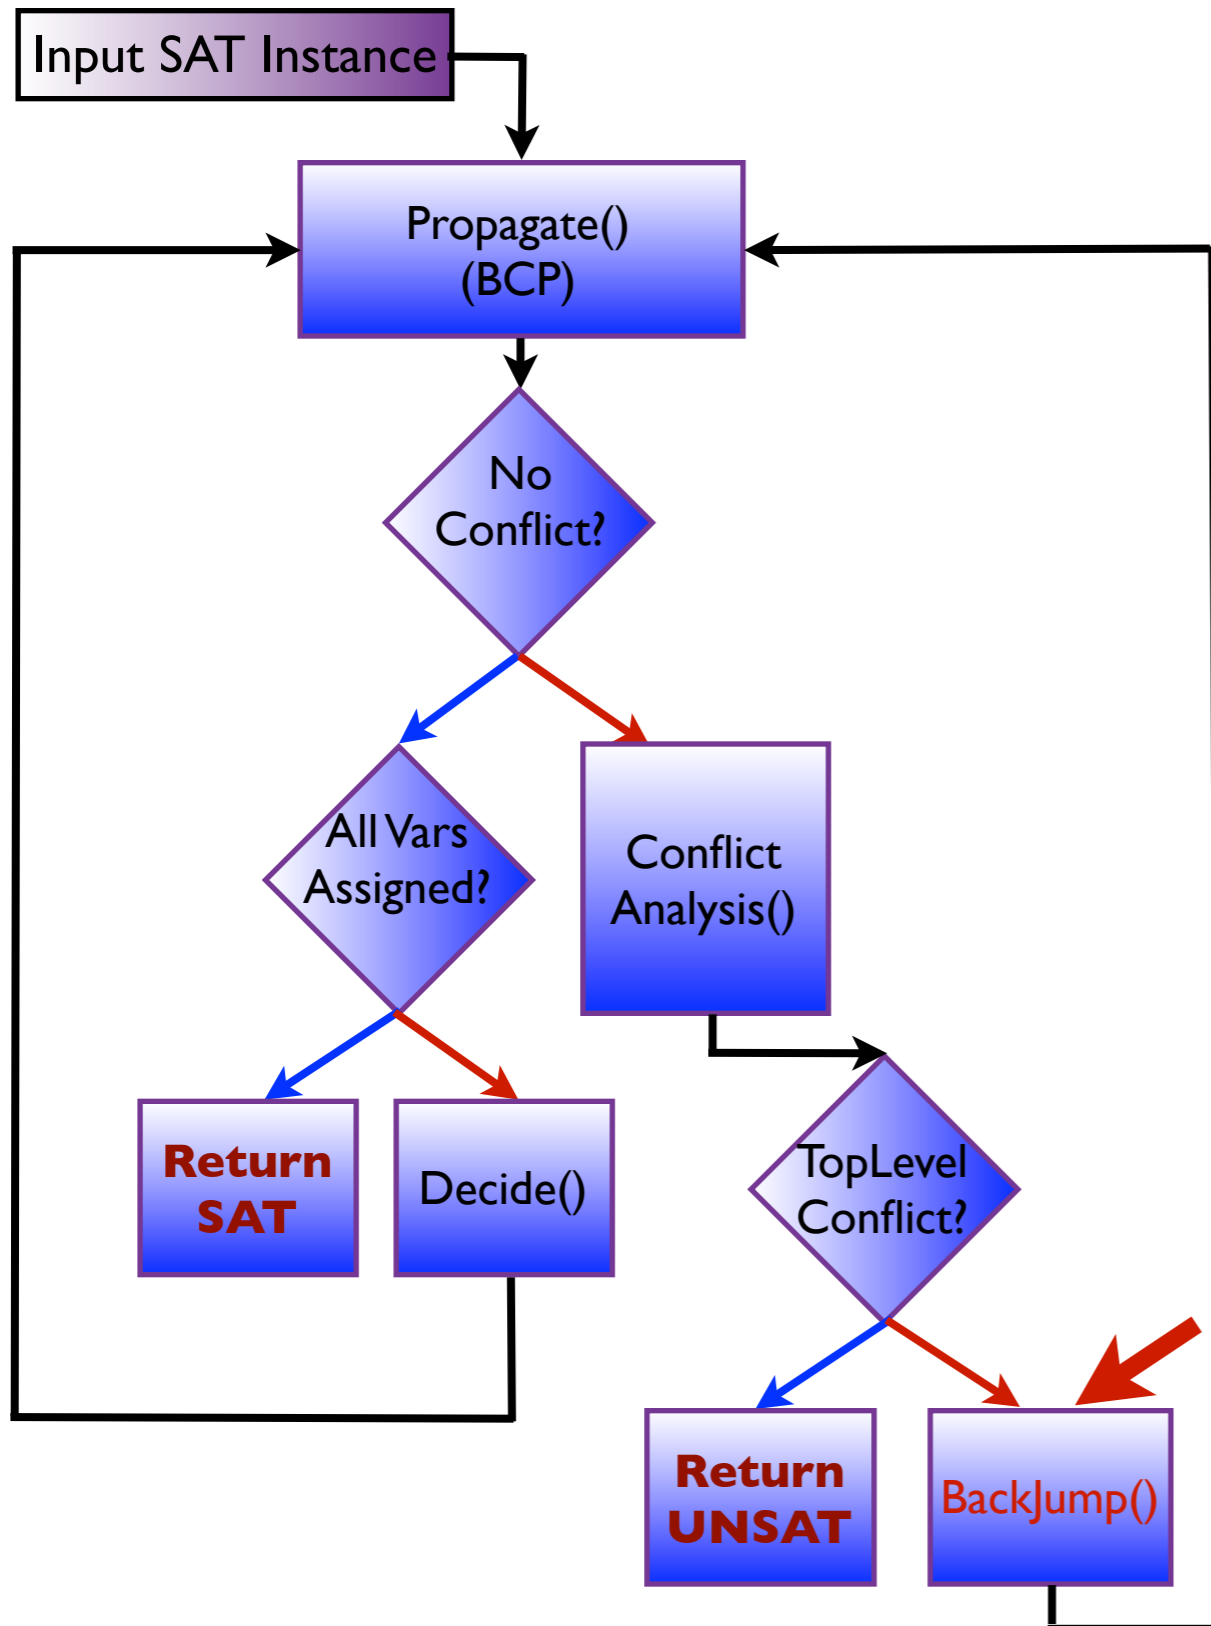 Input SAT Instance
Propagate()
(BCP)
No
Conflict?
All Vars
Assigned?
Conflict
Analysis()
Return
SAT
Decide()
TopLevel
Conflict?
Return
UNSAT
BackJump()